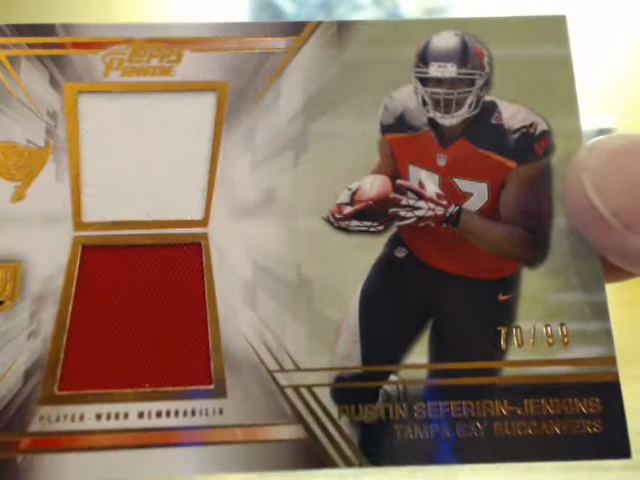 TOPPS
PRIME
70/99
PLAYER-WORN MEMORABILIA
AUSTIN SEFERIAN-JENKINS
TAMPA BAY BUCCANEERS